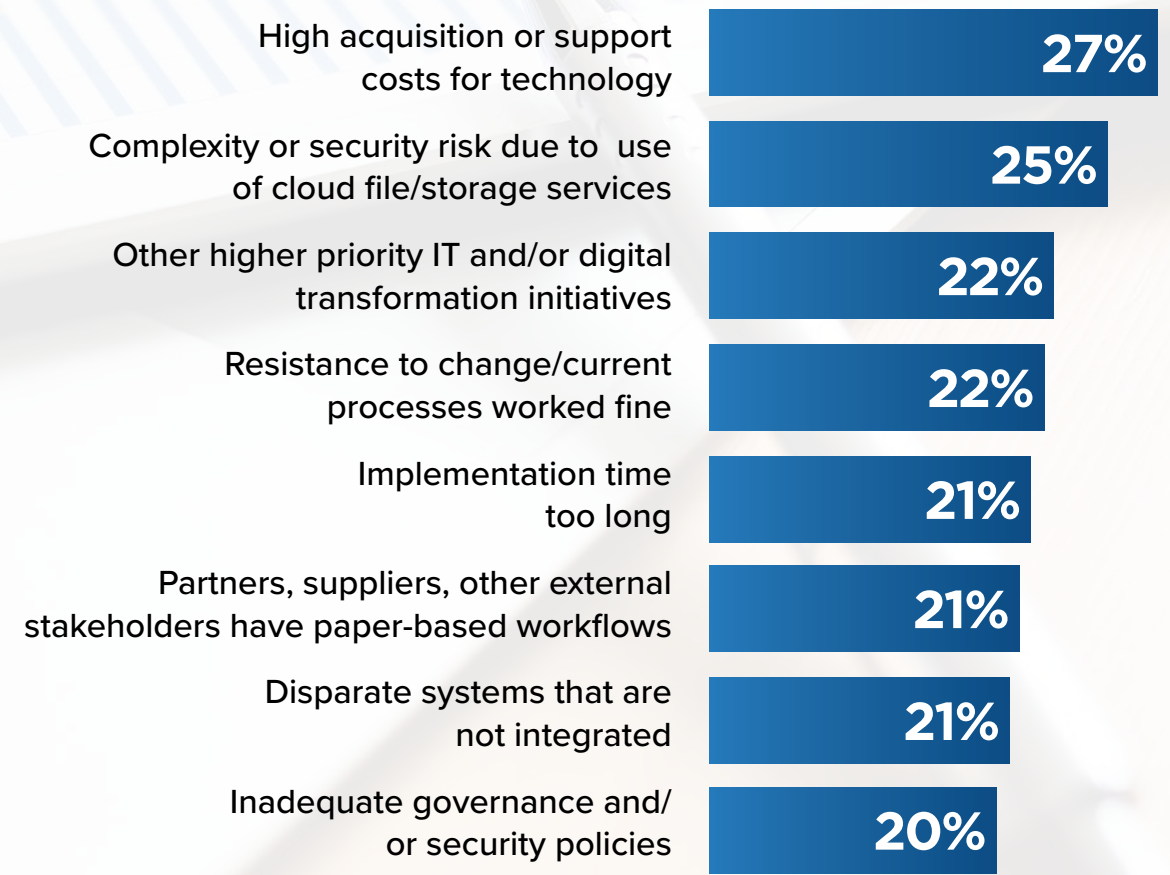 High acquisition or support
costs for technology
27%
Complexity or security risk due to use
of cloud file/storage services
25%
Other higher priority IT and/or digital
transformation initiatives
22%
Resistance to change/current
processes worked fine
22%
Implementation time
too long
21%
Partners, suppliers, other external
stakeholders have paper-based workflows
21%
Disparate systems that are
not integrated
21%
Inadequate governance and/
or security policies
20%